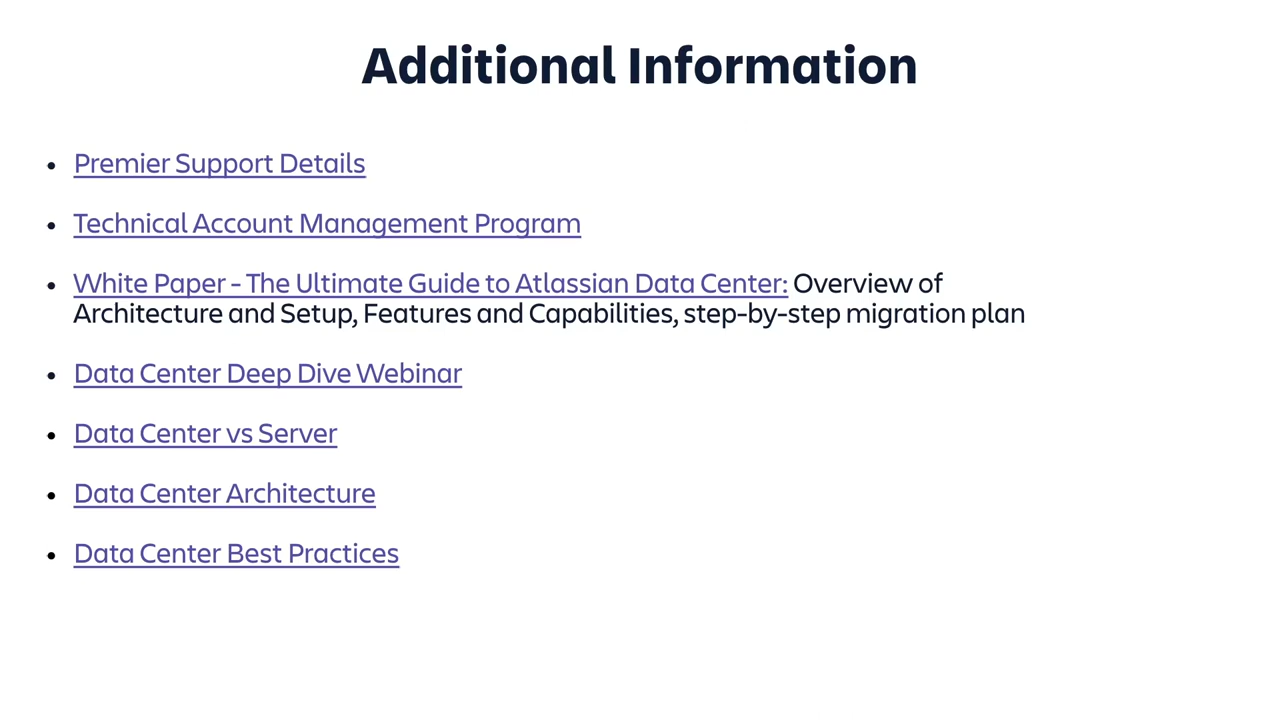 Additional Information
• Premier Support Details
• Technical Account Management Program
• White Paper - The Ultimate Guide to Atlassian Data Center: Overview of
Architecture and Setup, Features and Capabilities, step-by-step migration plan
• Data Center Deep Dive Webinar
• Data Center vs Server
• Data Center Architecture
• Data Center Best Practices